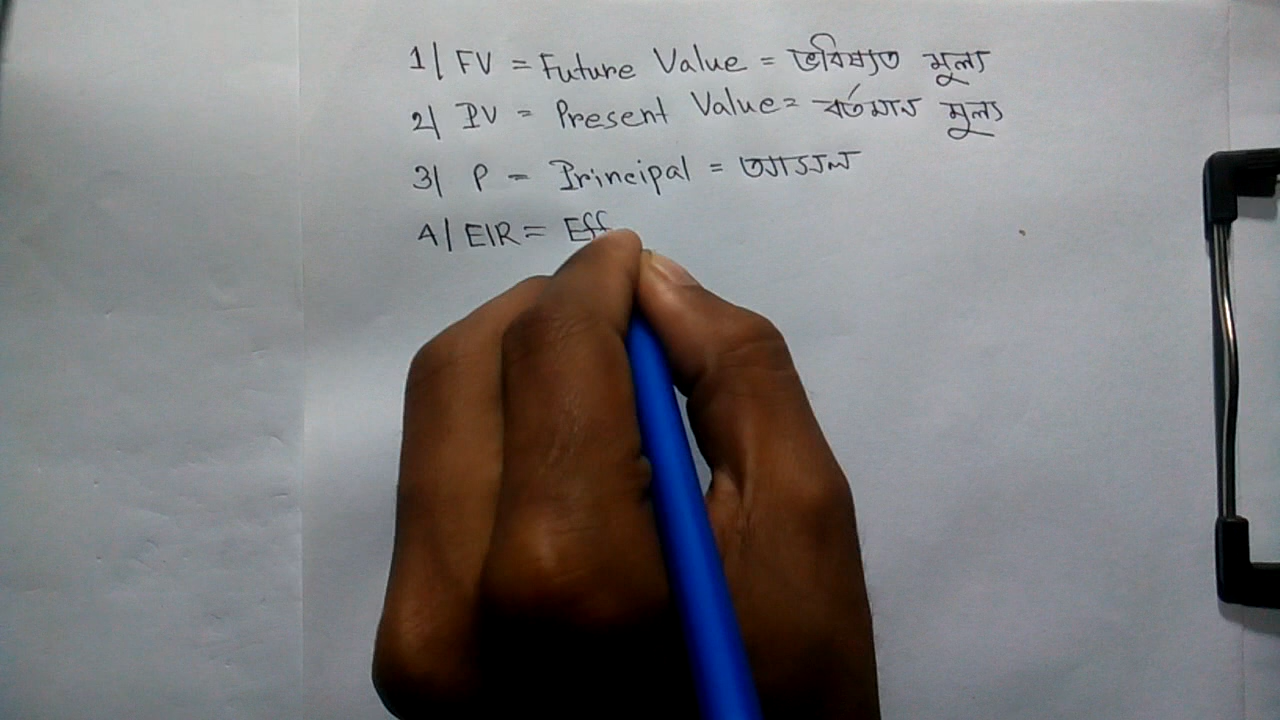 1| FV = Future Value = ভবিষ্যত মূল্য
2| PV = Present Value = বর্তমান মূল্য
3| P = Principal = আসল
4| EIR = Eff